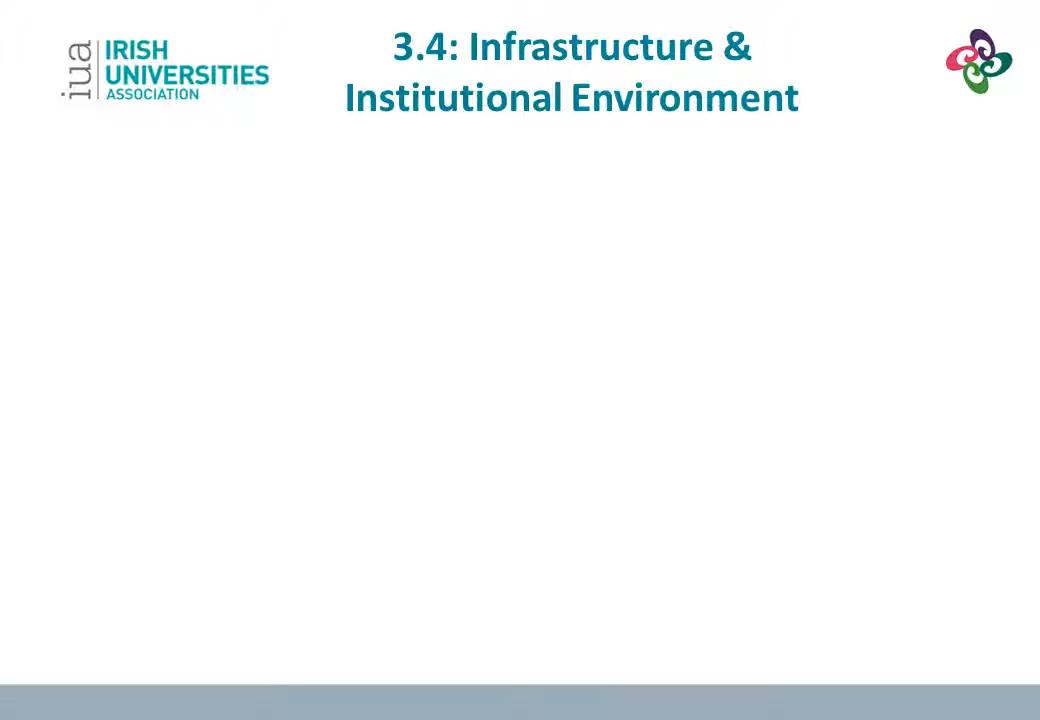 iua
IRISH
UNIVERSITIES
ASSOCIATION
3.4: Infrastructure &
Institutional Environment